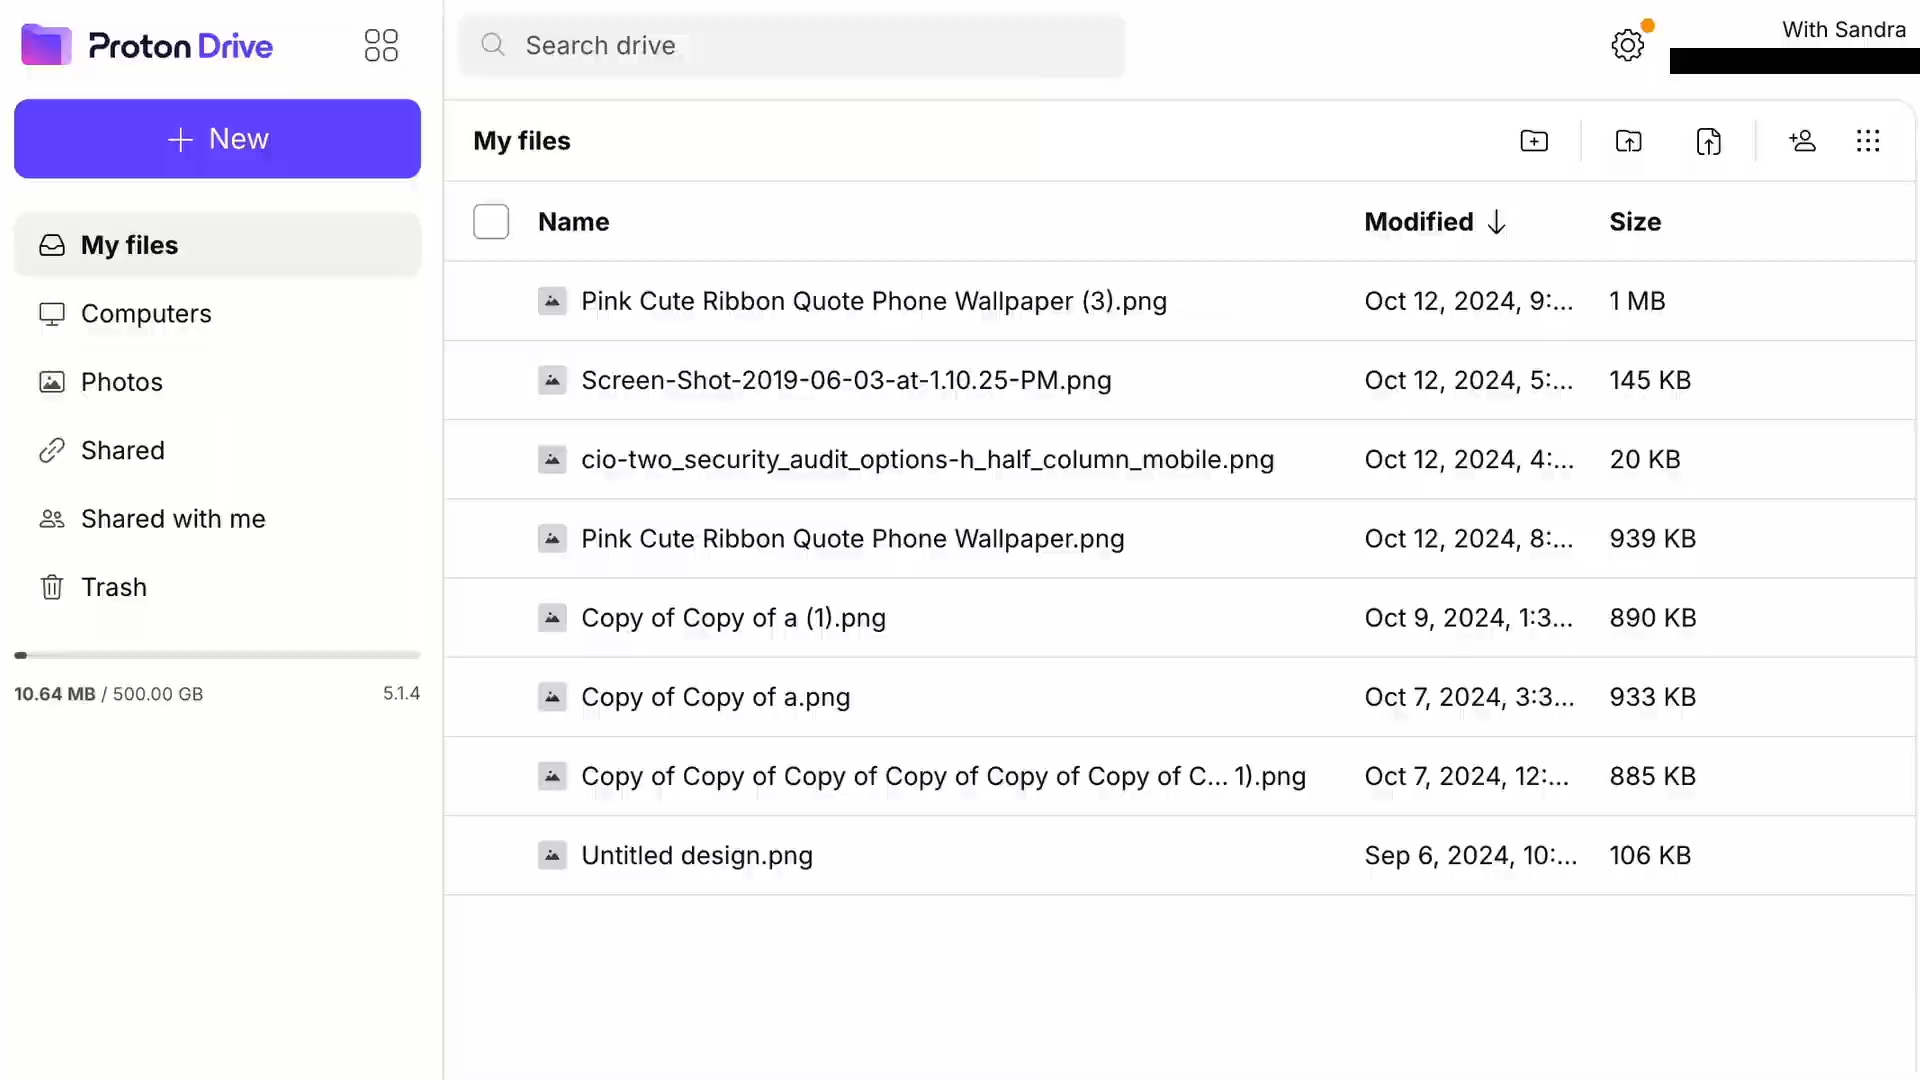 Proton Drive
Search drive
With Sandra
New
My files
My files
Computers
Photos
Shared
Shared with me
Trash
10.64 MB / 500.00 GB 5.1.4
Name Modified Size
Pink Cute Ribbon Quote Phone Wallpaper (3).png Oct 12, 2024, 9:... 1 MB
Screen-Shot-2019-06-03-at-1.10.25-PM.png Oct 12, 2024, 5:... 145 KB
cio-two_security_audit_options-h_half_column_mobile.png Oct 12, 2024, 4:... 20 KB
Pink Cute Ribbon Quote Phone Wallpaper.png Oct 12, 2024, 8:... 939 KB
Copy of Copy of a (1).png Oct 9, 2024, 1:3... 890 KB
Copy of Copy of a.png Oct 7, 2024, 3:3... 933 KB
Copy of Copy of Copy of Copy of Copy of Copy of C... 1).png Oct 7, 2024, 12:... 885 KB
Untitled design.png Sep 6, 2024, 10:... 106 KB